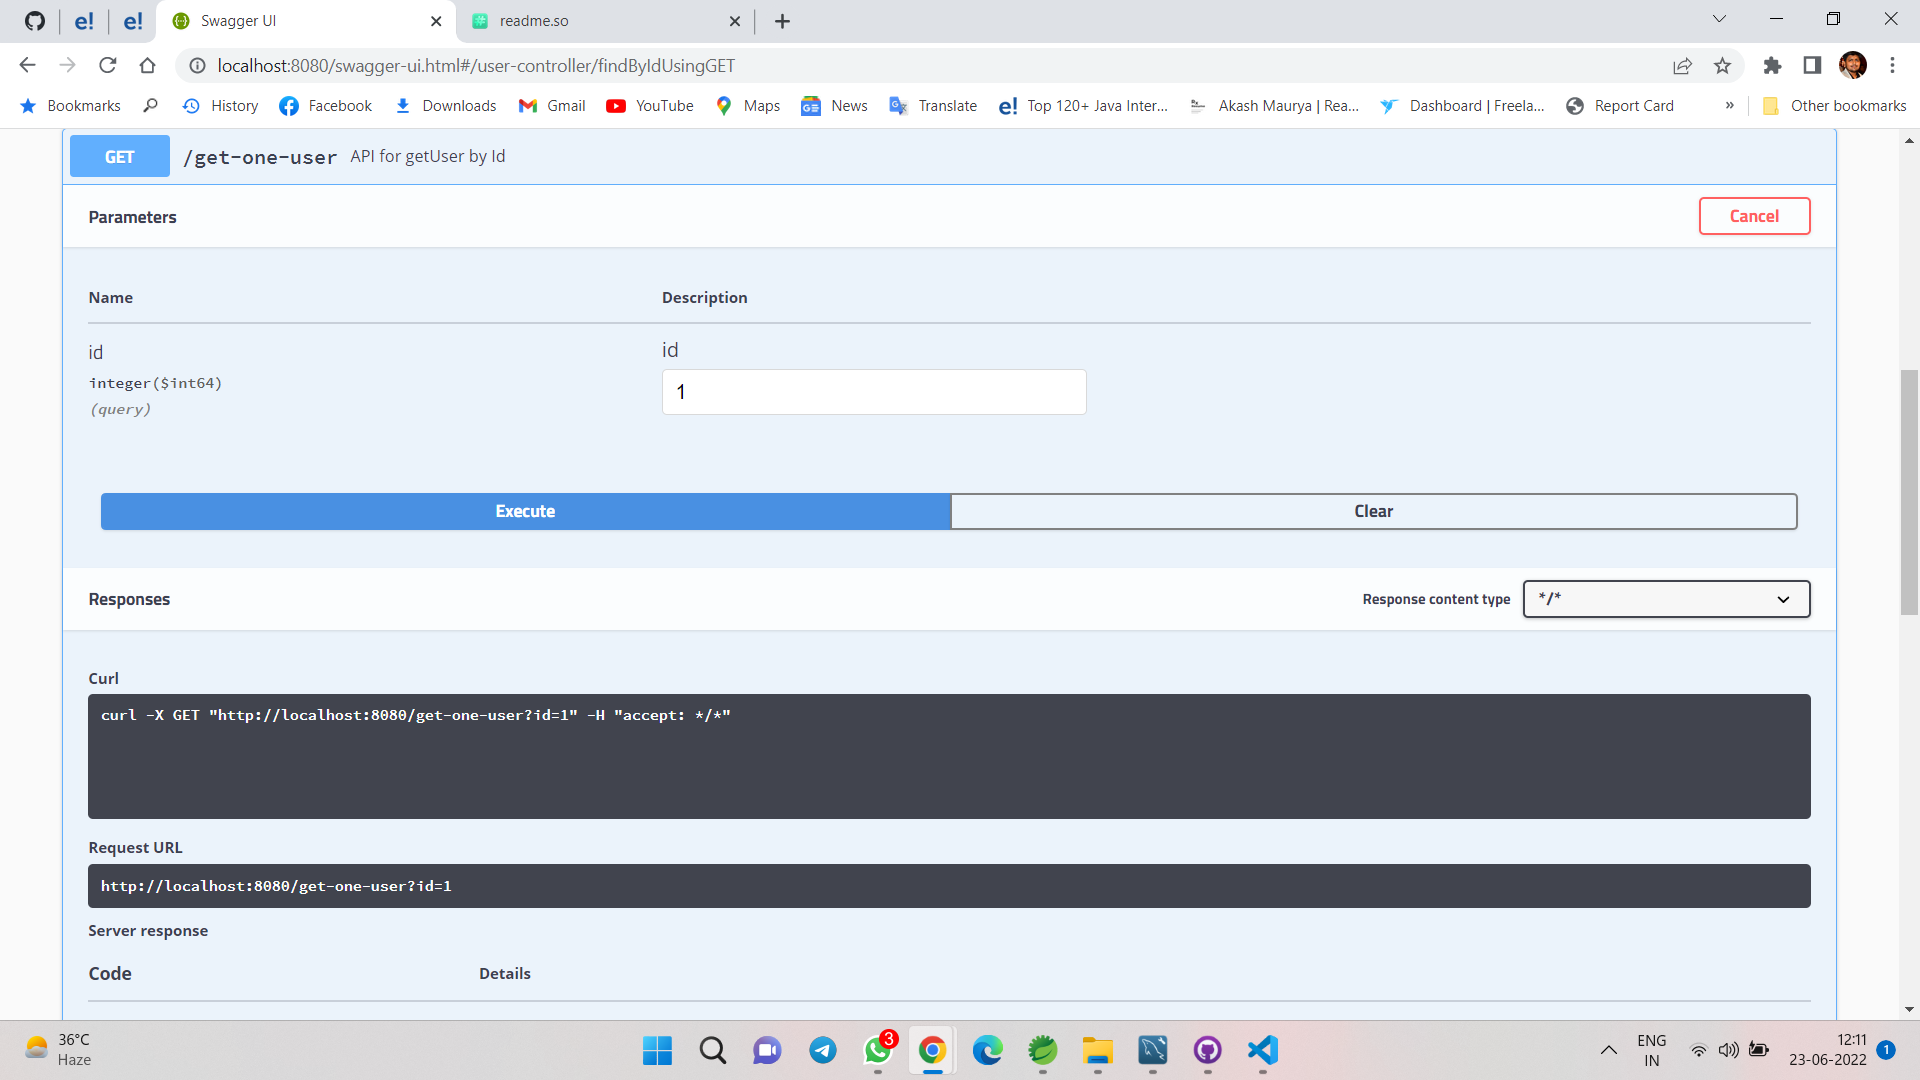 e! e! Swagger UI readme.so
localhost:8080/swagger-ui.html#/user-controller/findByIdUsingGET
Bookmarks History Facebook Downloads Gmail YouTube Maps News Translate e! Top 120+ Java Inter... Akash Maurya | Rea... Dashboard | Freela... Report Card » Other bookmarks
GET /get-one-user API for getUser by Id
Parameters Cancel
Name Description
id id
integer($int64) 1
(query)
Execute Clear
Responses Response content type */*
Curl
curl -X GET "http://localhost:8080/get-one-user?id=1" -H "accept: */*"
Request URL
http://localhost:8080/get-one-user?id=1
Server response
Code Details
36°C
Haze
3
ENG
IN
12:11
23-06-2022
1